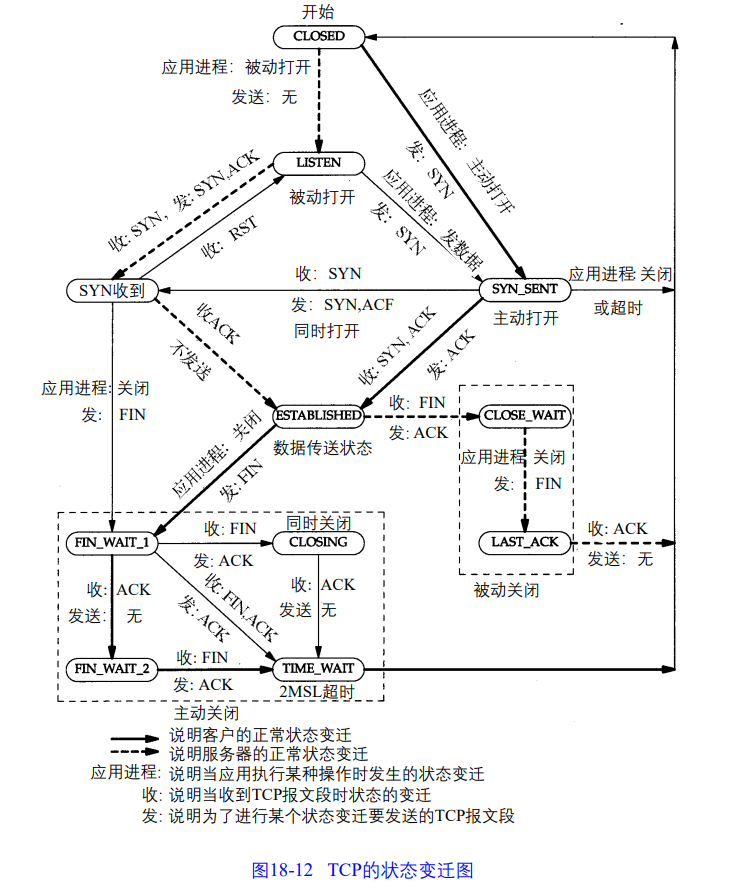 开始
CLOSED
应用进程：被动打开
发送：无
应用进程：主动打开
发：SYN
LISTEN
被动打开
收: SYN，发: SYN,ACK
收：RST
应用进程：发数据
发：SYN
SYN收到
收：SYN
发：SYN,ACF
同时打开
SYN_SENT
主动打开
应用进程: 关闭
或超时
收ACK
不发送
收: SYN, ACK
发: ACK
应用进程: 关闭
发: FIN
ESTABLISHED
数据传送状态
收: FIN
发: ACK
CLOSE_WAIT
应用进程 关闭
发: FIN
LAST_ACK
收: ACK
发送：无
被动关闭
应用进程：关闭
发: FIN
FIN_WAIT_1
收: FIN
发: ACK
同时关闭
CLOSING
收: ACK
发送：无
收: FIN,ACK
发: ACK
收: ACK
发送 无
FIN_WAIT_2
收: FIN
发: ACK
TIME_WAIT
2MSL超时
主动关闭
说明客户的正常状态变迁
说明服务器的正常状态变迁
应用进程: 说明当应用执行某种操作时发生的状态变迁
收: 说明当收到TCP报文段时状态的变迁
发: 说明为了进行某个状态变迁要发送的TCP报文段
图18-12 TCP的状态变迁图